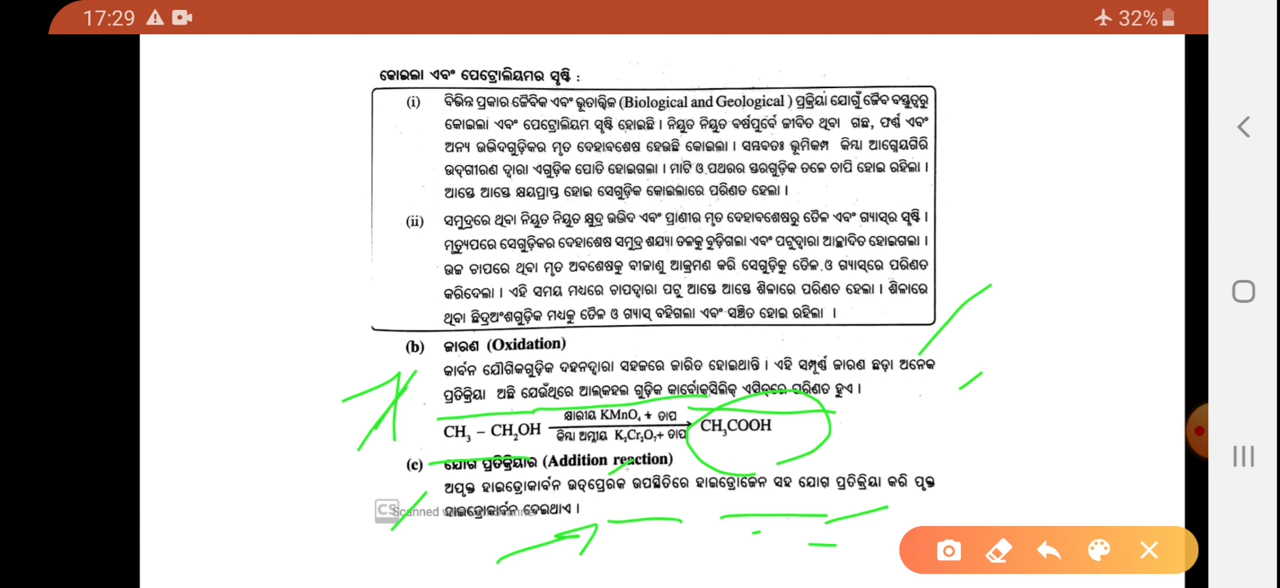 17:29
32%
କୋଇଲା ଏବଂ ପେଟ୍ରୋଲିୟମର ସୃଷ୍ଟି :
(i) ବିଭିନ୍ନ ପ୍ରକାର ଜୈବିକ ଏବଂ ଭୂତାତ୍ତ୍ୱିକ (Biological and Geological) ପ୍ରକ୍ରିୟା ଯୋଗୁଁ ଜୈବ ବସ୍ତୁରୁ
କୋଇଲା ଏବଂ ପେଟ୍ରୋଲିୟମ ସୃଷ୍ଟି ହୋଇଛି । ନିୟୁତ ନିୟୁତ ବର୍ଷପୂର୍ବେ ଜୀବିତ ଥିବା ଗଛ, ଫର୍ଣ୍ଣ ଏବଂ
ଅନ୍ୟ ଉଦ୍ଭିଦଗୁଡ଼ିକର ମୃତ ଦେହାବଶେଷ ହେଉଛି କୋଇଲା । ସମ୍ଭବତଃ ଭୂମିକମ୍ପ କିମ୍ବା ଆଗ୍ନେୟଗିରି
ଉଦ୍‌ଗୀରଣ ଦ୍ୱାରା ଏଗୁଡ଼ିକ ପୋତି ହୋଇଗଲା । ମାଟି ଓ ପଥରର ସ୍ତରଗୁଡ଼ିକ ତଳେ ଚାପି ହୋଇ ରହିଲା ।
ଆସ୍ତେ ଆସ୍ତେ କ୍ଷୟପ୍ରାପ୍ତ ହୋଇ ସେଗୁଡ଼ିକ କୋଇଲାରେ ପରିଣତ ହେଲା ।
(ii) ସମୁଦ୍ରରେ ଥିବା ନିୟୁତ ନିୟୁତ କ୍ଷୁଦ୍ର ଉଦ୍ଭିଦ ଏବଂ ପ୍ରାଣୀର ମୃତ ଦେହାବଶେଷରୁ ତୈଳ ଏବଂ ଗ୍ୟାସ୍‌ର ସୃଷ୍ଟି ।
ମୃତ୍ୟୁପରେ ସେଗୁଡ଼ିକର ଦେହାଶେଷ ସମୁଦ୍ର ଶଯ୍ୟା ତଳକୁ ବୁଡ଼ିଗଲା ଏବଂ ପଟୁଦ୍ୱାରା ଆଚ୍ଛାଦିତ ହୋଇଗଲା ।
ଉଚ୍ଚ ଚାପରେ ଥିବା ମୃତ ଅବଶେଷକୁ ବୀଜାଣୁ ଆକ୍ରମଣ କରି ସେଗୁଡ଼ିକୁ ତୈଳ ଓ ଗ୍ୟାସ୍‌ରେ ପରିଣତ
କରିଦେଲା । ଏହି ସମୟ ମଧ୍ୟରେ ଚାପଦ୍ୱାରା ପଟୁ ଆସ୍ତେ ଆସ୍ତେ ଶିଳାରେ ପରିଣତ ହେଲା । ଶିଳାରେ
ଥିବା ଛିଦ୍ରଅଂଶଗୁଡ଼ିକ ମଧ୍ୟକୁ ତୈଳ ଓ ଗ୍ୟାସ୍ ବହିଗଲା ଏବଂ ସଞ୍ଚିତ ହୋଇ ରହିଲା ।
(b) ଜାରଣ (Oxidation)
କାର୍ବନ ଯୌଗିକଗୁଡ଼ିକ ଦହନଦ୍ୱାରା ସହଜରେ ଜାରିତ ହୋଇଥାନ୍ତି । ଏହି ସମ୍ପୂର୍ଣ୍ଣ ଜାରଣ ଛଡ଼ା ଅନେକ
ପ୍ରତିକ୍ରିୟା ଅଛି ଯେଉଁଥିରେ ଆଲ୍‌କହଲ ଗୁଡ଼ିକ କାର୍ବୋକ୍‌ସିଲିକ୍ ଏସିଡ୍‌ରେ ପରିଣତ ହୁଏ ।
CH₃ – CH₂OH କ୍ଷାରୀୟ KMnO₄ + ତାପ CH₃COOH
କିମ୍ବା ଅମ୍ଳୀୟ K₂Cr₂O₇+ ତାପ
(c) ଯୋଗ ପ୍ରତିକ୍ରିୟାର (Addition reaction)
ଅପୃକ୍ତ ହାଇଡ୍ରୋକାର୍ବନ ଉଦ୍‌ପ୍ରେରକ ଉପସ୍ଥିତିରେ ହାଇଡ୍ରୋଜେନ ସହ ଯୋଗ ପ୍ରତିକ୍ରିୟା କରି ପୃକ୍ତ
ହାଇଡ୍ରୋକାର୍ବନ ଦେଇଥାଏ ।
CS Scanned